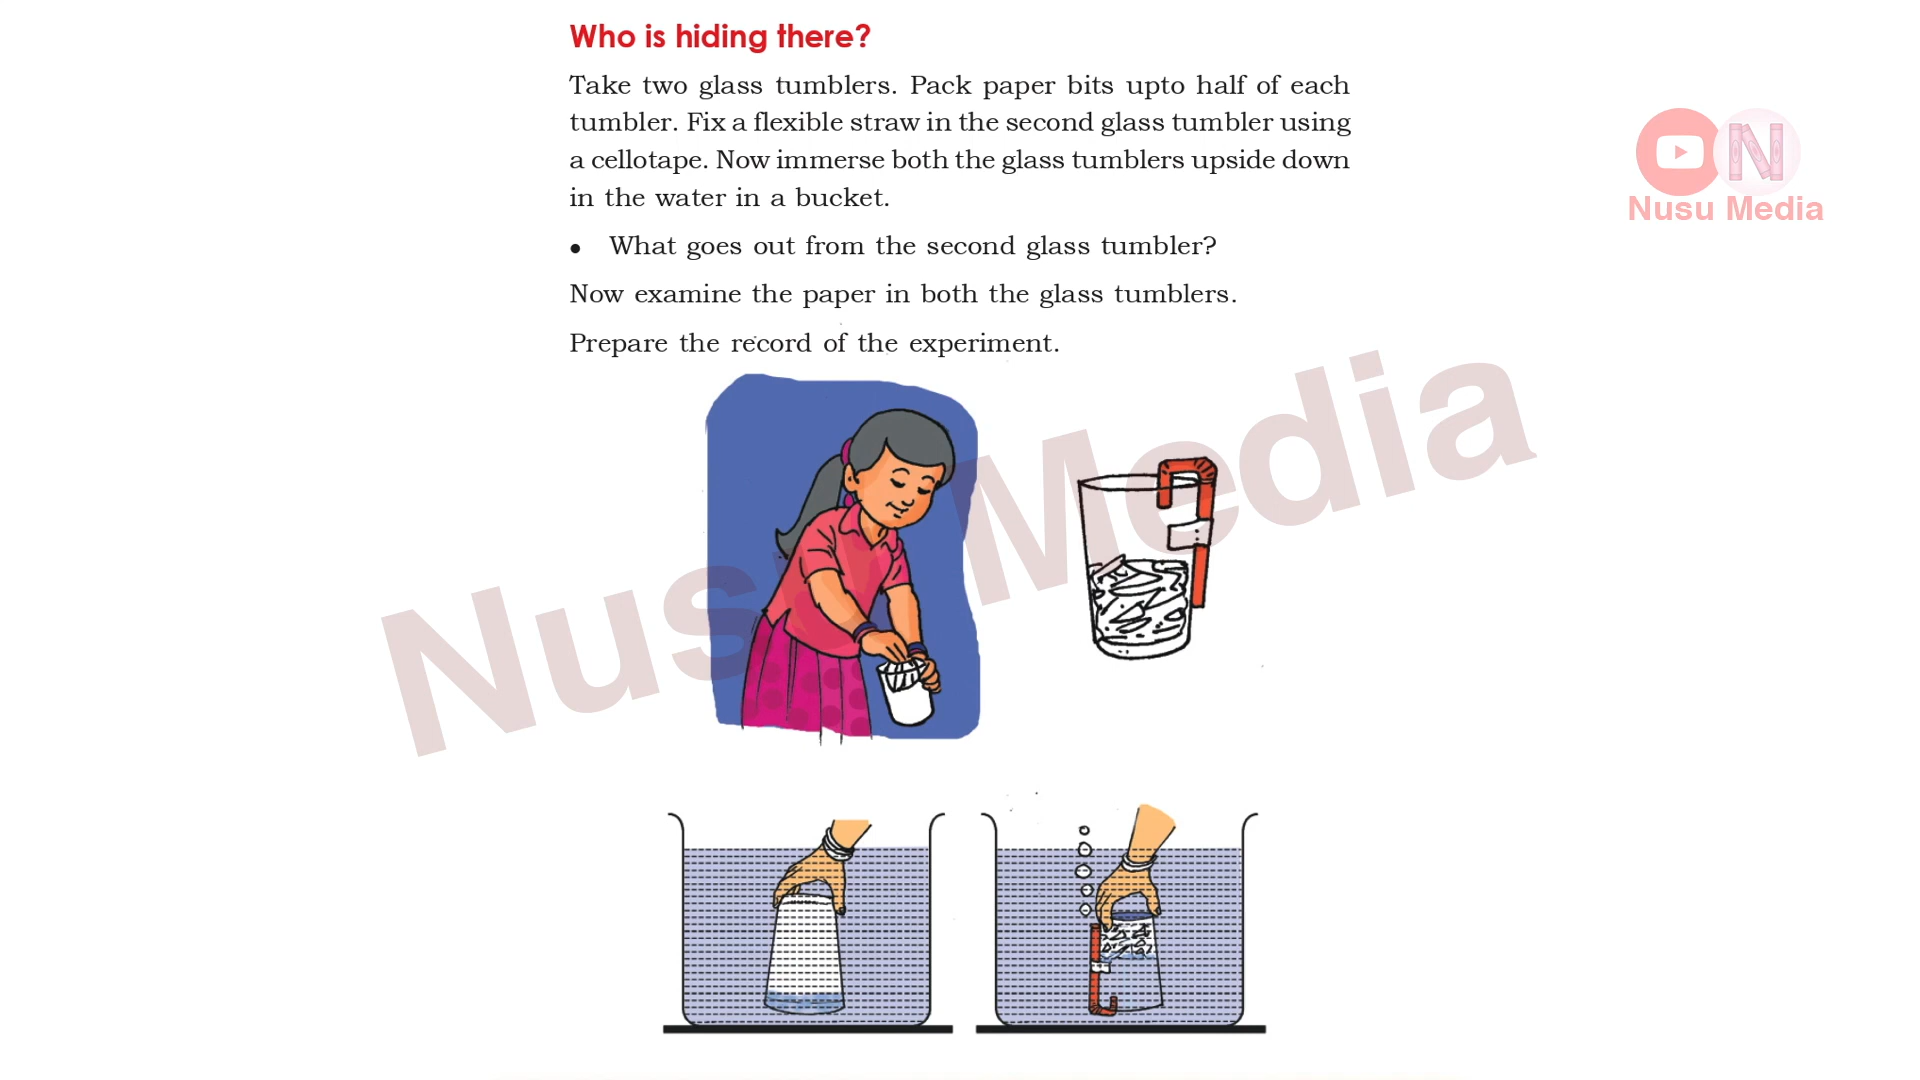 Who is hiding there?
Take two glass tumblers. Pack paper bits upto half of each
tumbler. Fix a flexible straw in the second glass tumbler using
a cellotape. Now immerse both the glass tumblers upside down
in the water in a bucket.
• What goes out from the second glass tumbler?
Now examine the paper in both the glass tumblers.
Prepare the record of the experiment.
N
Nusu Media
Nusu Media